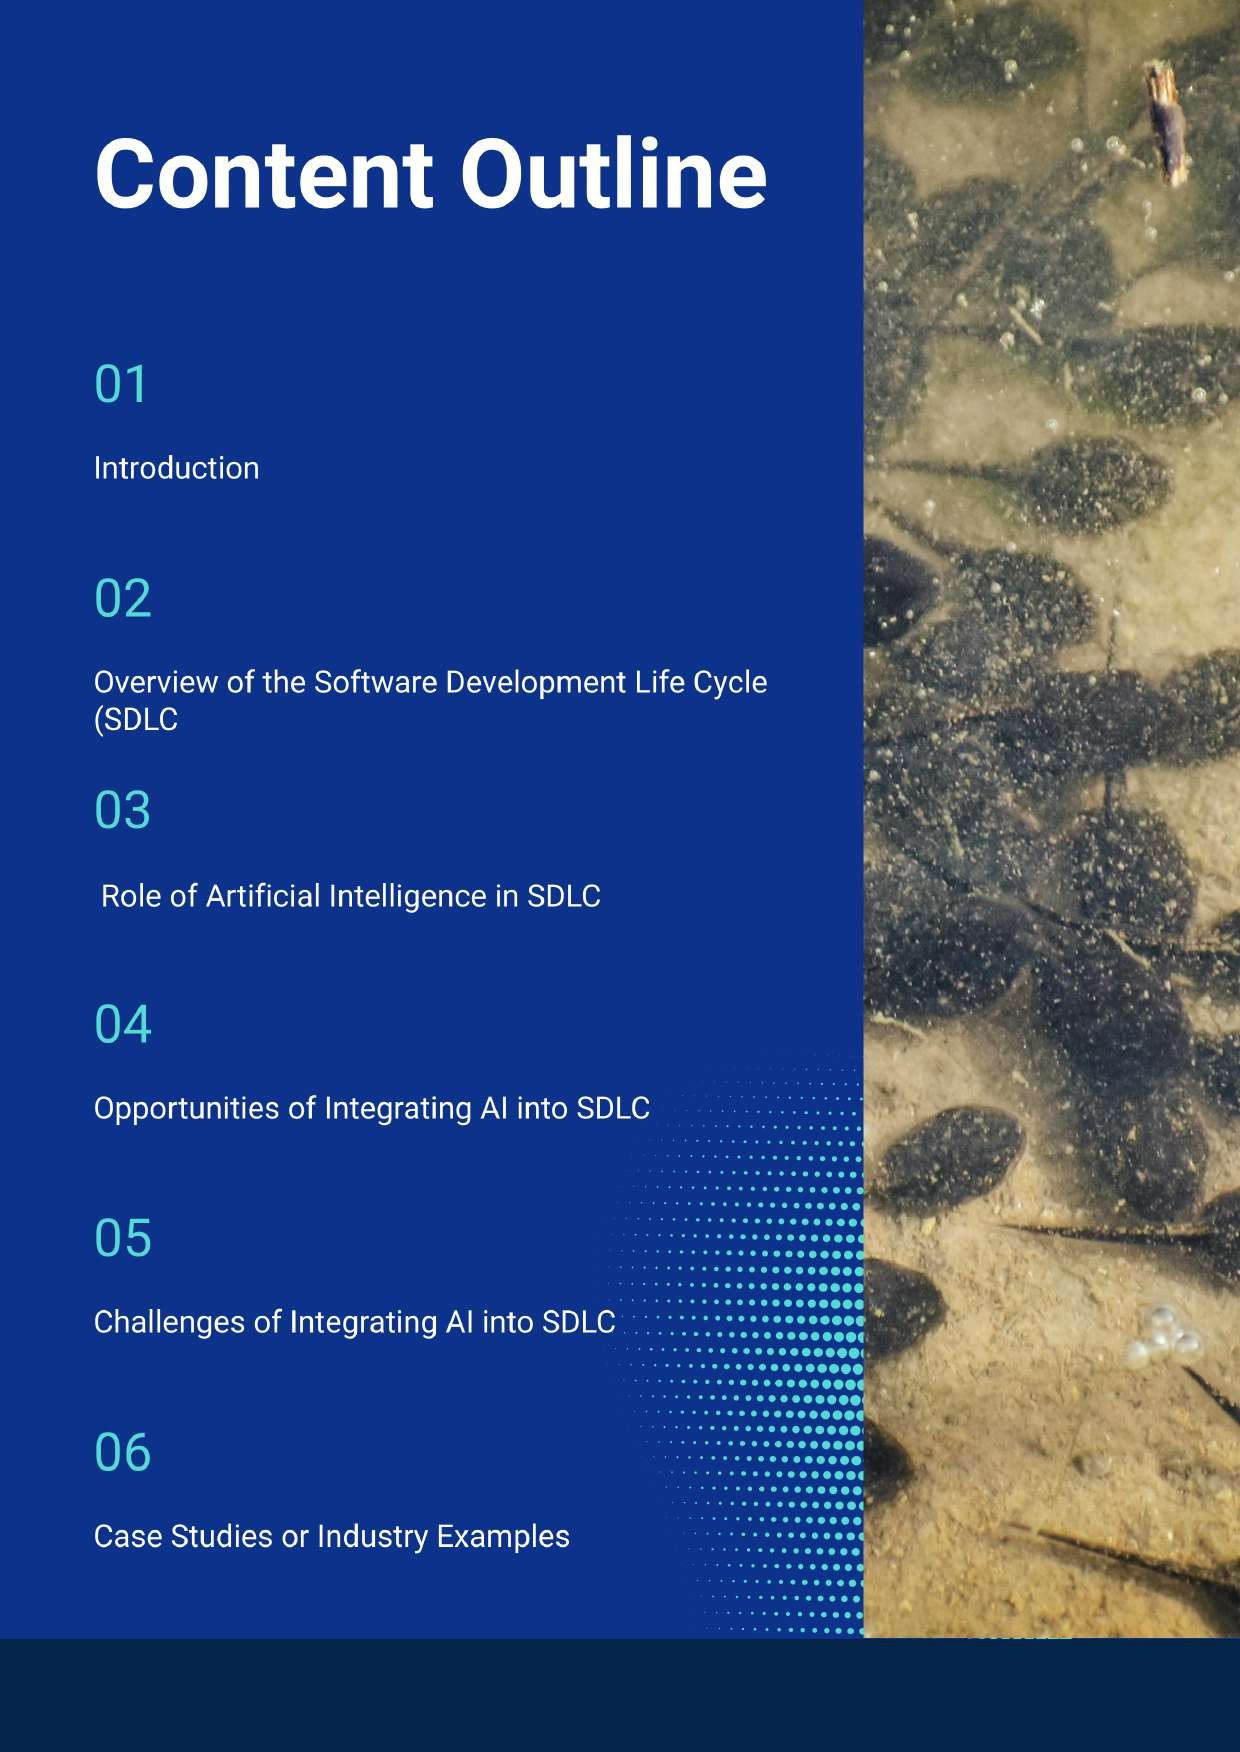 Content Outline
01
Introduction
02
Overview of the Software Development Life Cycle
(SDLC
03
Role of Artificial Intelligence in SDLC
04
Opportunities of Integrating AI into SDLC
05
Challenges of Integrating AI into SDLC
06
Case Studies or Industry Examples